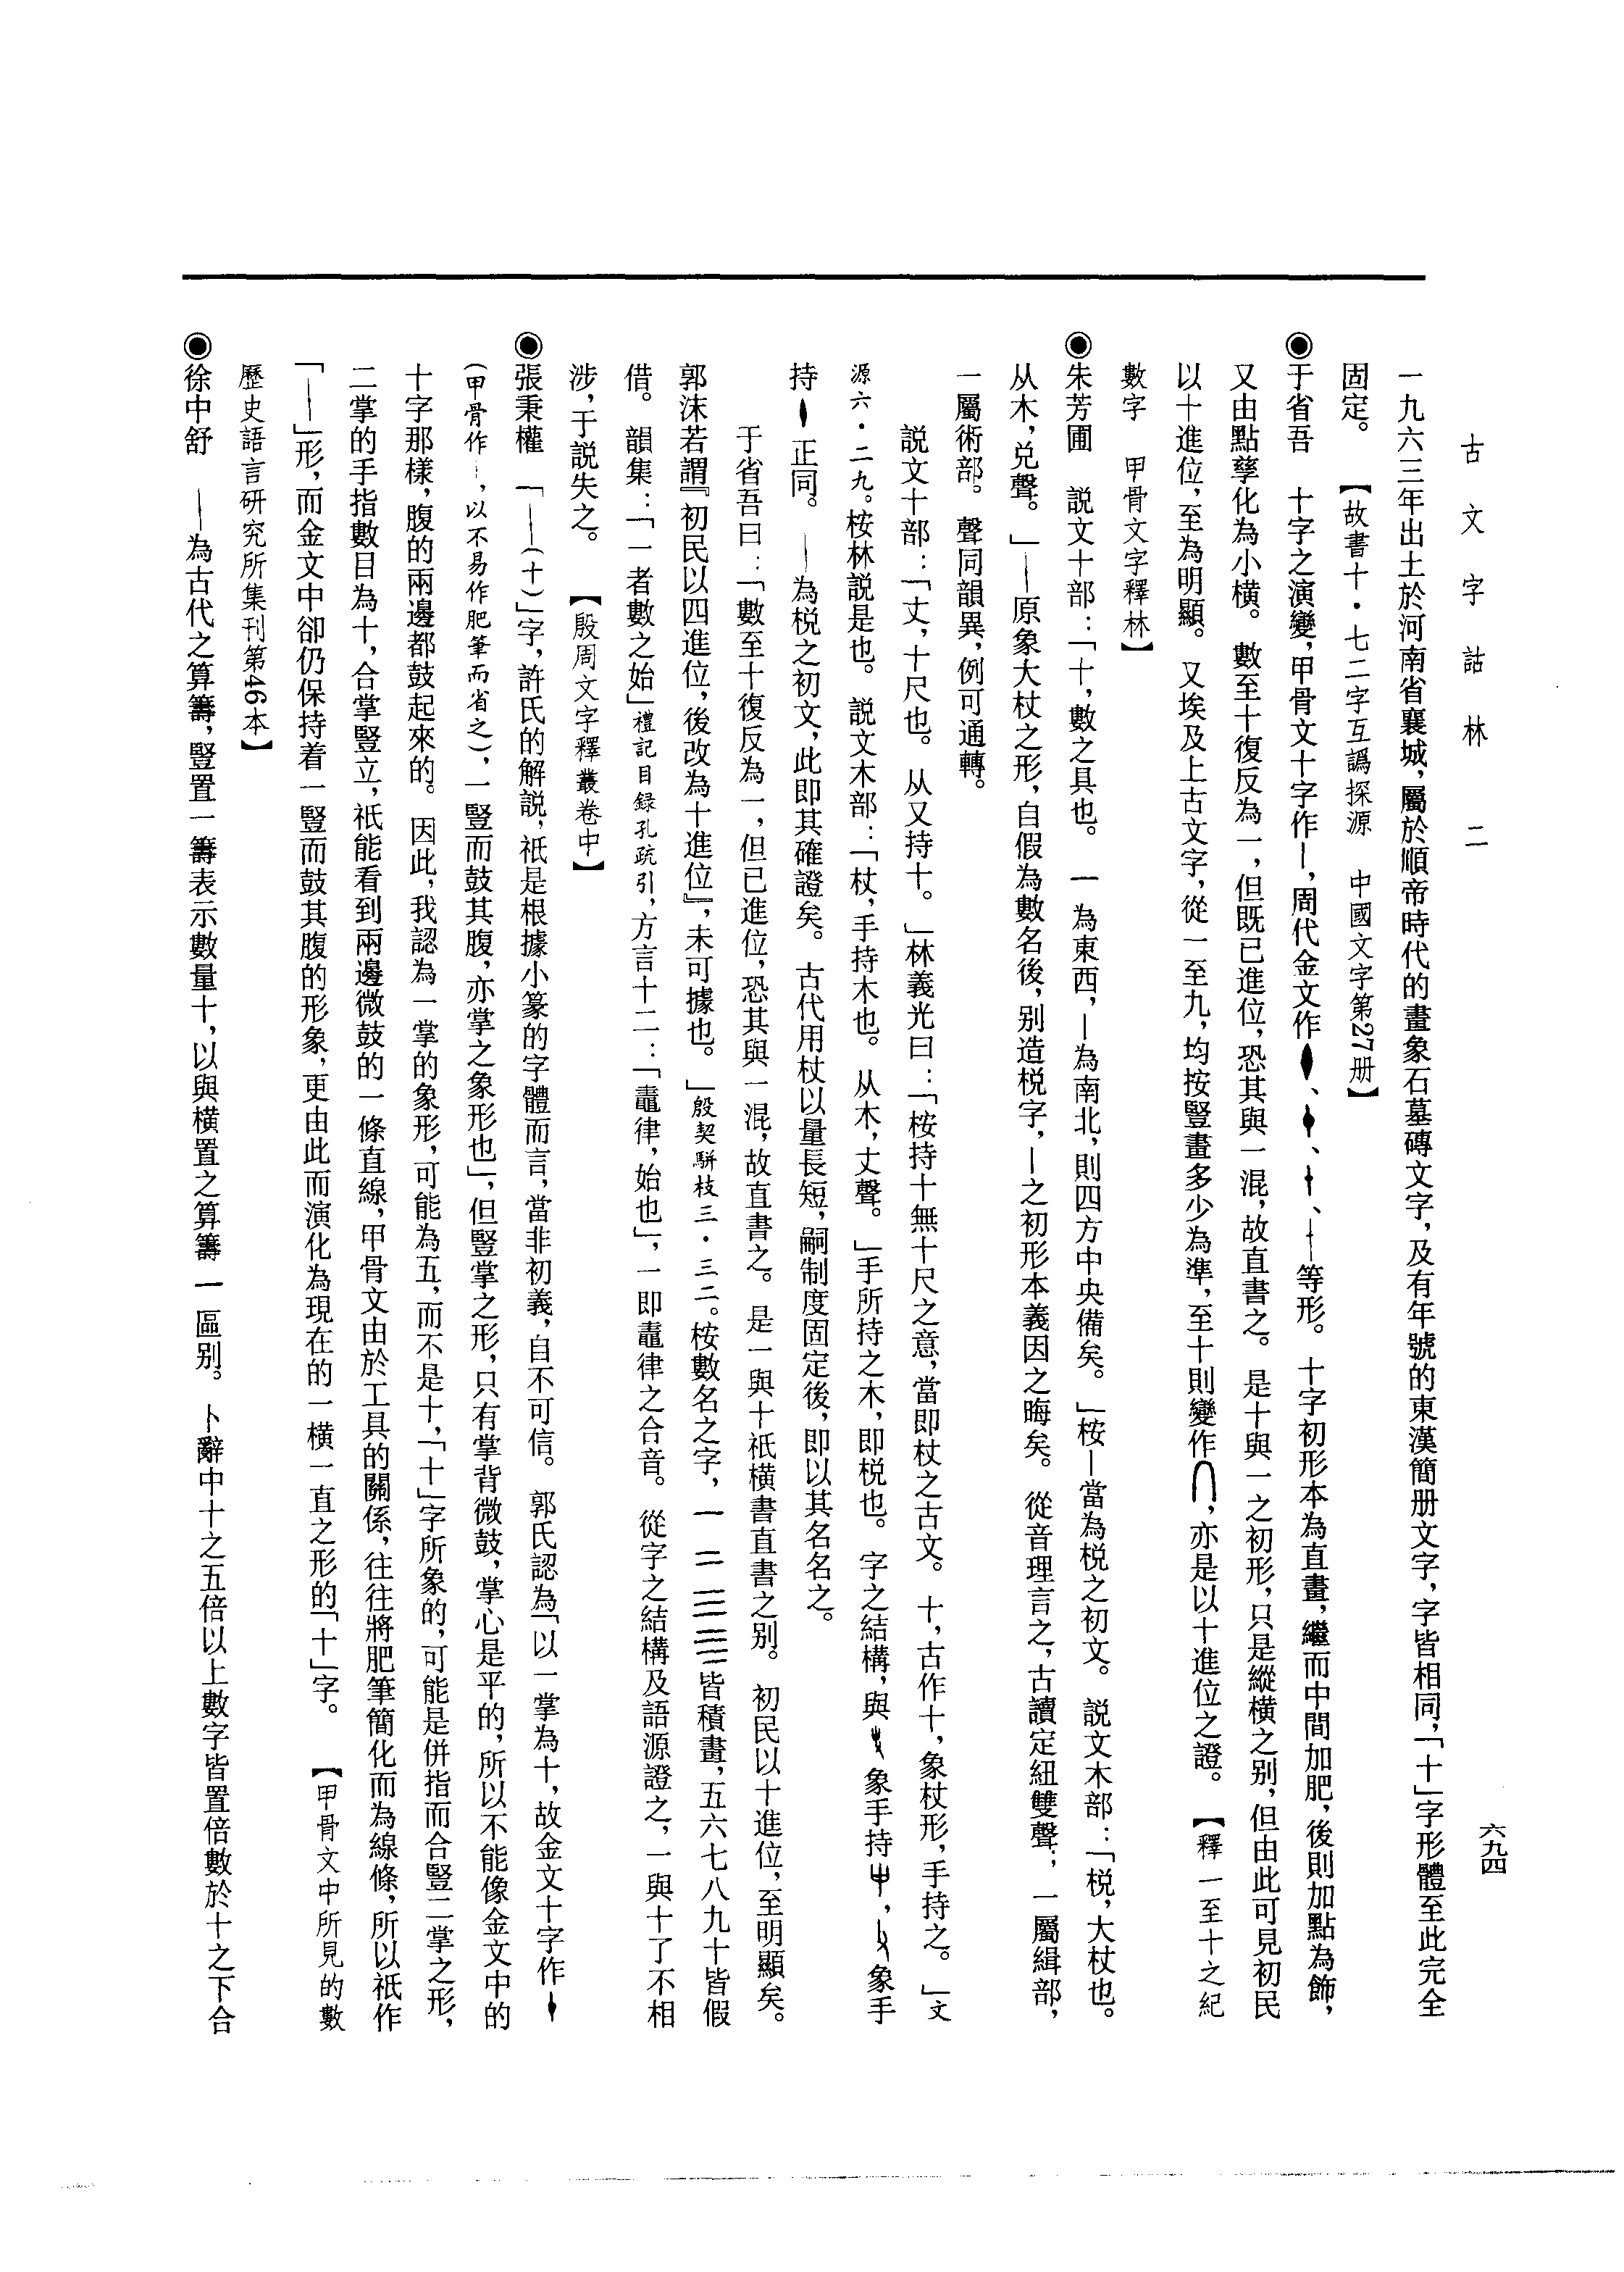 古文字詁林 二
六九四
一九六三年出土於河南省襄城，屬於順帝時代的畫象石墓磚文字，及有年號的東漢簡册文字，字皆相同，「十」字形體至此完全
固定。 【故書十·七二字互譌探源 中國文字第27册】
◉于省吾 十字之演變，甲骨文十字作丨，周代金文作、、、等形。十字初形本為直畫，繼而中間加肥，後則加點為飾，
又由點孳化為小横。數至十復反為一，但既已進位，恐其與一混，故直書之。是十與一之初形，只是縱横之别，但由此可見初民
以十進位，至為明顯。又埃及上古文字，從一至九，均按豎畫多少為準，至十則變作∩，亦是以十進位之證。 【釋一至十之紀
數字 甲骨文字釋林】
◉朱芳圃 説文十部：「十，數之具也。一為東西，丨為南北，則四方中央備矣。」桉丨當為棁之初文。説文木部：「棁，大杖也。
从木，兑聲。」丨原象大杖之形，自假為數名後，别造棁字，丨之初形本義因之晦矣。從音理言之，古讀定紐雙聲；一屬緝部，
一屬術部。聲同韻異，例可通轉。
説文十部：「丈，十尺也。从又持十。」林義光曰：「桉持十無十尺之意，當即杖之古文。十，古作十，象杖形，手持之。」文
源六·二九。桉林説是也。説文木部：「杖，手持木也。从木，丈聲。」手所持之木，即棁也。字之結構，與象手持，象手
持正同。丨為棁之初文，此即其確證矣。古代用杖以量長短，嗣制度固定後，即以其名名之。
于省吾曰：「數至十復反為一，但已進位，恐其與一混，故直書之。是一與十祇横書直書之别。初民以十進位，至明顯矣。
郭沫若謂『初民以四進位，後改為十進位』，未可據也。」殷契駢枝三·三二。桉數名之字，一二三亖皆積畫，五六七八九十皆假
借。韻集：「一者數之始」禮記目録孔疏引，方言十二：「鼃律，始也」，一即鼃律之合音。從字之結構及語源證之，一與十了不相
涉，于説失之。 【殷周文字釋叢卷中】
◉張秉權 「丨(十)」字，許氏的解説，祇是根據小篆的字體而言，當非初義，自不可信。郭氏認為「以一掌為十，故金文十字作
(甲骨作丨，以不易作肥筆而省之)，一豎而鼓其腹，亦掌之象形也」，但豎掌之形，只有掌背微鼓，掌心是平的，所以不能像金文中的
十字那樣，腹的兩邊都鼓起來的。因此，我認為一掌的象形，可能為五，而不是十，「十」字所象的，可能是併指而合豎二掌之形，
二掌的手指數目為十，合掌豎立，祇能看到兩邊微鼓的一條直線，甲骨文由於工具的關係，往往將肥筆簡化而為線條，所以祇作
「丨」形，而金文中卻仍保持着一豎而鼓其腹的形象，更由此而演化為現在的一横一直之形的「十」字。 【甲骨文中所見的數
歷史語言研究所集刊第46本】
◉徐中舒 丨為古代之算籌，豎置一籌表示數量十，以與横置之算籌一區别。卜辭中十之五倍以上數字皆置倍數於十之下合